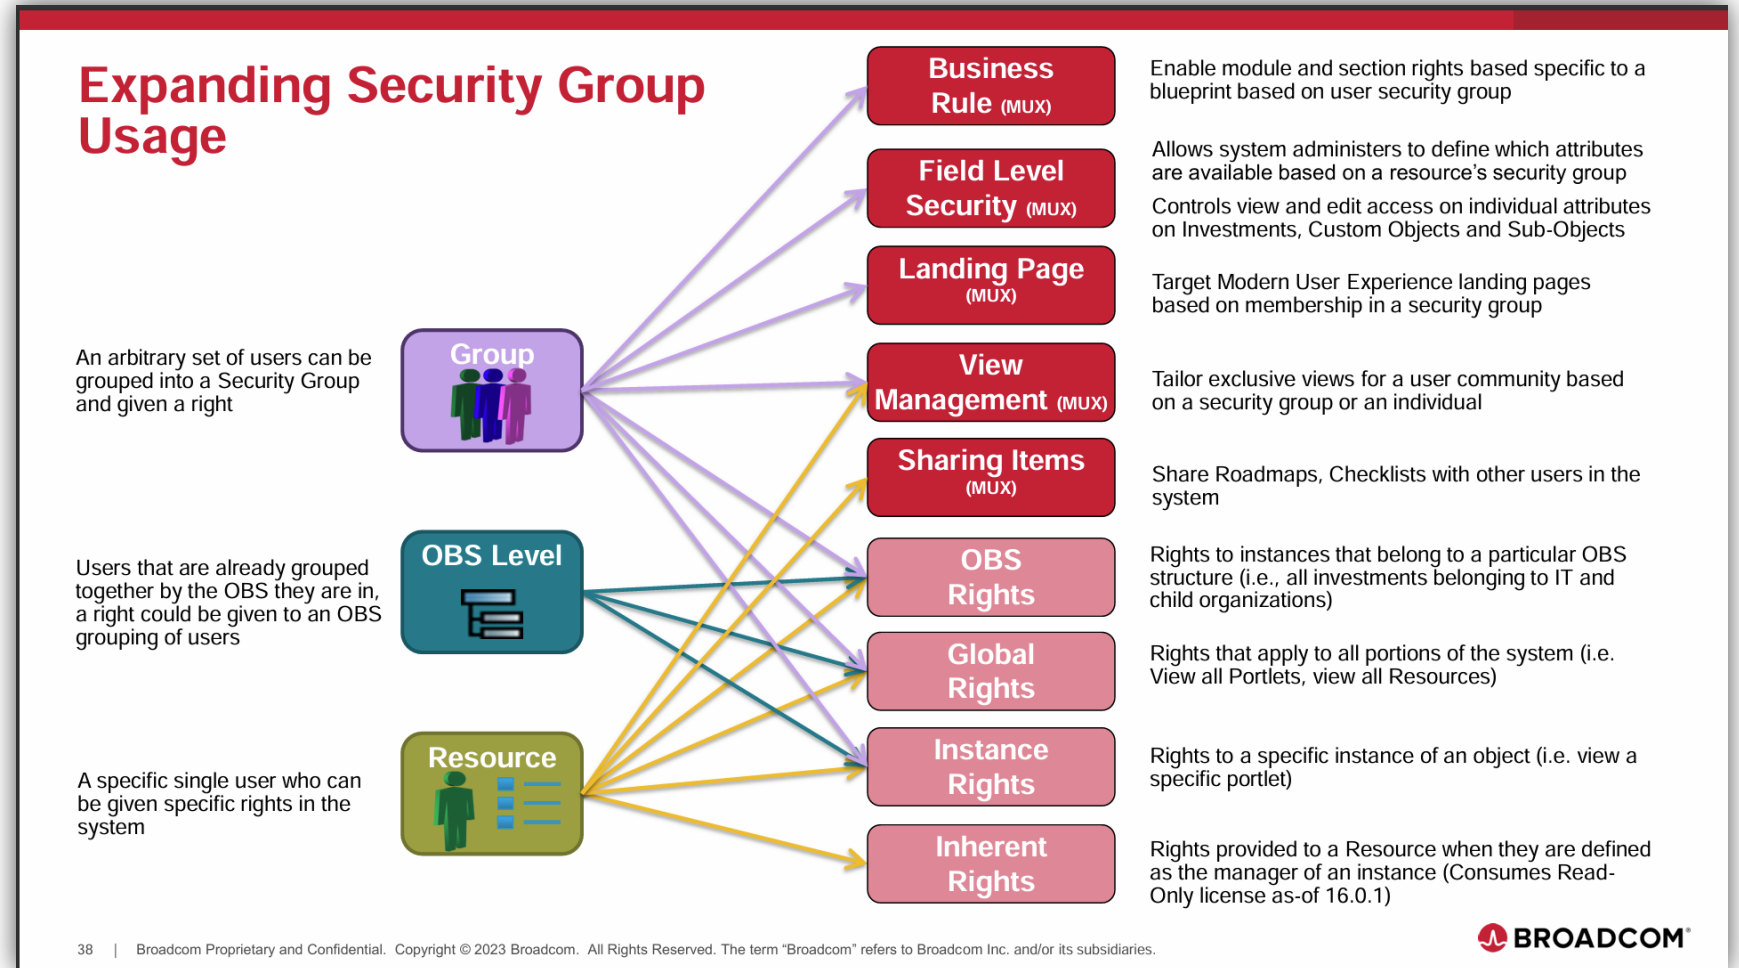 Expanding Security Group
Usage
An arbitrary set of users can be
grouped into a Security Group
and given a right
Group
Users that are already grouped
together by the OBS they are in,
a right could be given to an OBS
grouping of users
OBS Level
A specific single user who can
be given specific rights in the
system
Resource
Business
Rule (MUX)
Enable module and section rights based specific to a
blueprint based on user security group
Field Level
Security (MUX)
Allows system administers to define which attributes
are available based on a resource’s security group
Controls view and edit access on individual attributes
on Investments, Custom Objects and Sub-Objects
Landing Page
(MUX)
Target Modern User Experience landing pages
based on membership in a security group
View
Management (MUX)
Tailor exclusive views for a user community based
on a security group or an individual
Sharing Items
(MUX)
Share Roadmaps, Checklists with other users in the
system
OBS
Rights
Rights to instances that belong to a particular OBS
structure (i.e., all investments belonging to IT and
child organizations)
Global
Rights
Rights that apply to all portions of the system (i.e.
View all Portlets, view all Resources)
Instance
Rights
Rights to a specific instance of an object (i.e. view a
specific portlet)
Inherent
Rights
Rights provided to a Resource when they are defined
as the manager of an instance (Consumes Read-
Only license as-of 16.0.1)
38 | Broadcom Proprietary and Confidential. Copyright © 2023 Broadcom. All Rights Reserved. The term “Broadcom” refers to Broadcom Inc. and/or its subsidiaries.
BROADCOM®